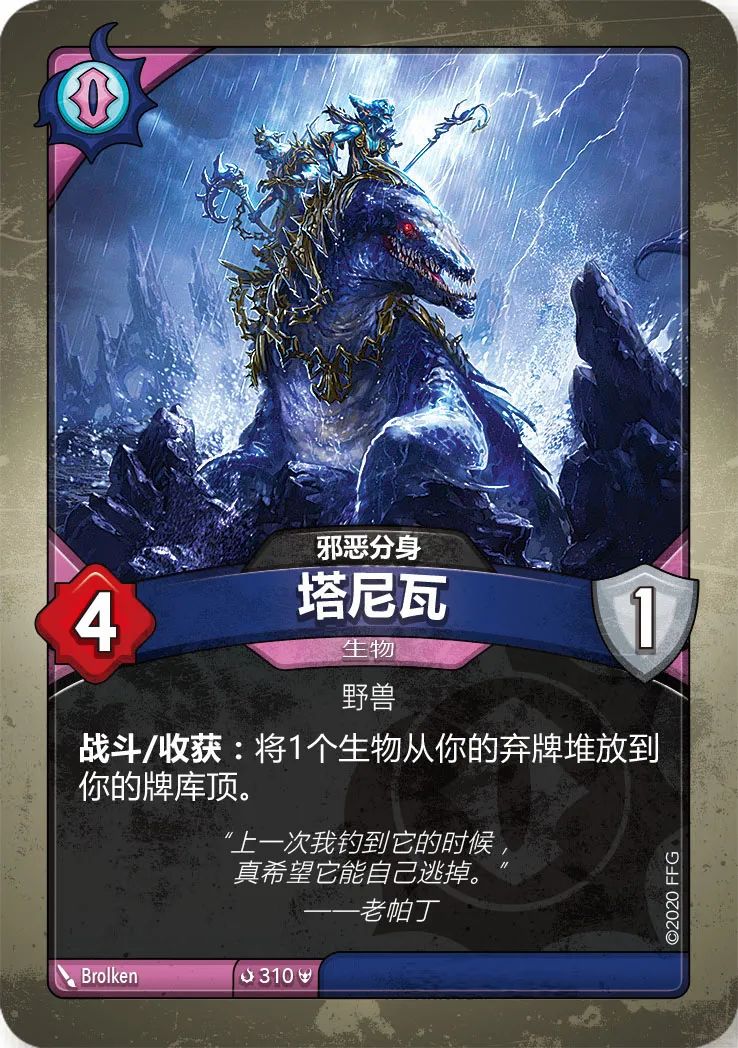 邪恶分身
塔尼瓦
4
1
生物
野兽
战斗/收获：将1个生物从你的弃牌堆放到
你的牌库顶。
“上一次我钓到它的时候，
真希望它能自己逃掉。”
——老帕丁
©2020 FFG
Brolken
310